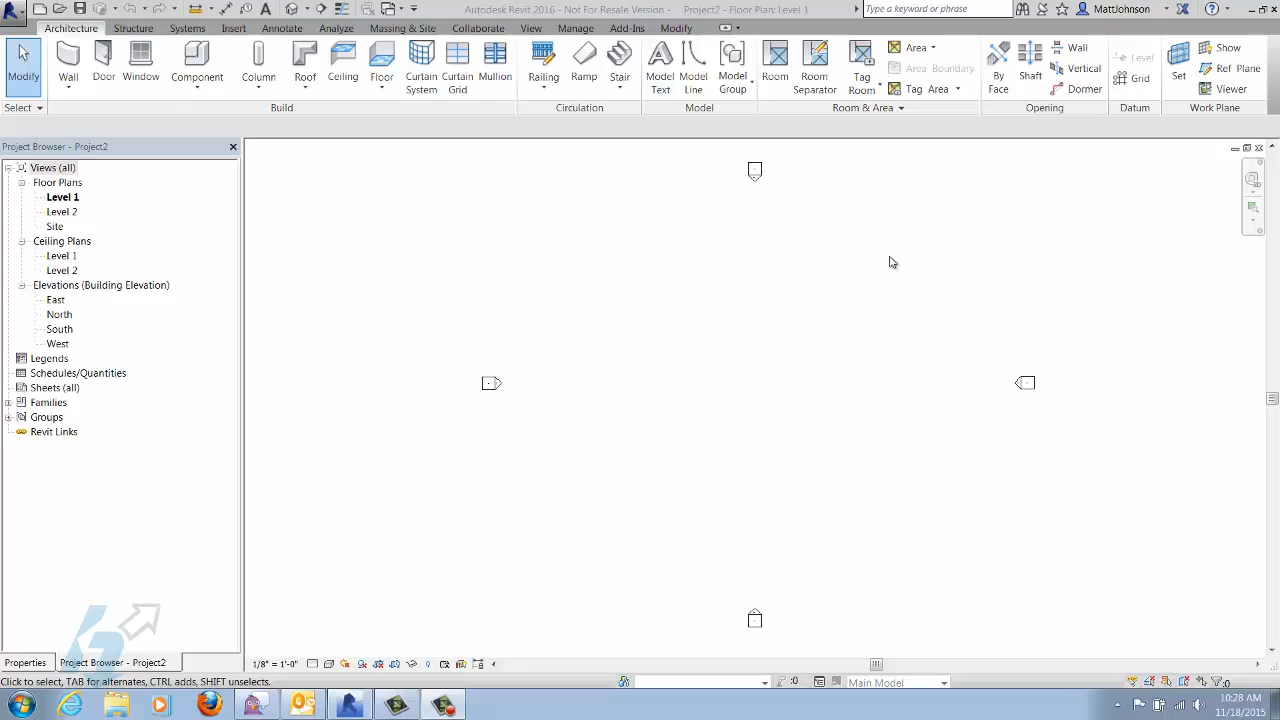 Autodesk Revit 2016 - Not For Resale Version - Project2 - Floor Plan: Level 1
Type a keyword or phrase
MattJohnson
Architecture Structure Systems Insert Annotate Analyze Massing & Site Collaborate View Manage Add-Ins Modify
Modify
Wall
Door
Window
Component
Column
Roof
Ceiling
Floor
Curtain System
Curtain Grid
Mullion
Railing
Ramp
Stair
Model Text
Model Line
Model Group
Room
Room Separator
Tag Room
Area
Area Boundary
Tag Area
By Face
Shaft
Wall
Vertical
Dormer
Level
Grid
Set
Show
Ref Plane
Viewer
Select
Build
Circulation
Model
Room & Area
Opening
Datum
Work Plane
Project Browser - Project2
Views (all)
Floor Plans
Level 1
Level 2
Site
Ceiling Plans
Level 1
Level 2
Elevations (Building Elevation)
East
North
South
West
Legends
Schedules/Quantities
Sheets (all)
Families
Groups
Revit Links
Properties
Project Browser - Project2
1/8" = 1'-0"
Click to select, TAB for alternates, CTRL adds, SHIFT unselects.
:0
Main Model
:0
10:28 AM
11/18/2015